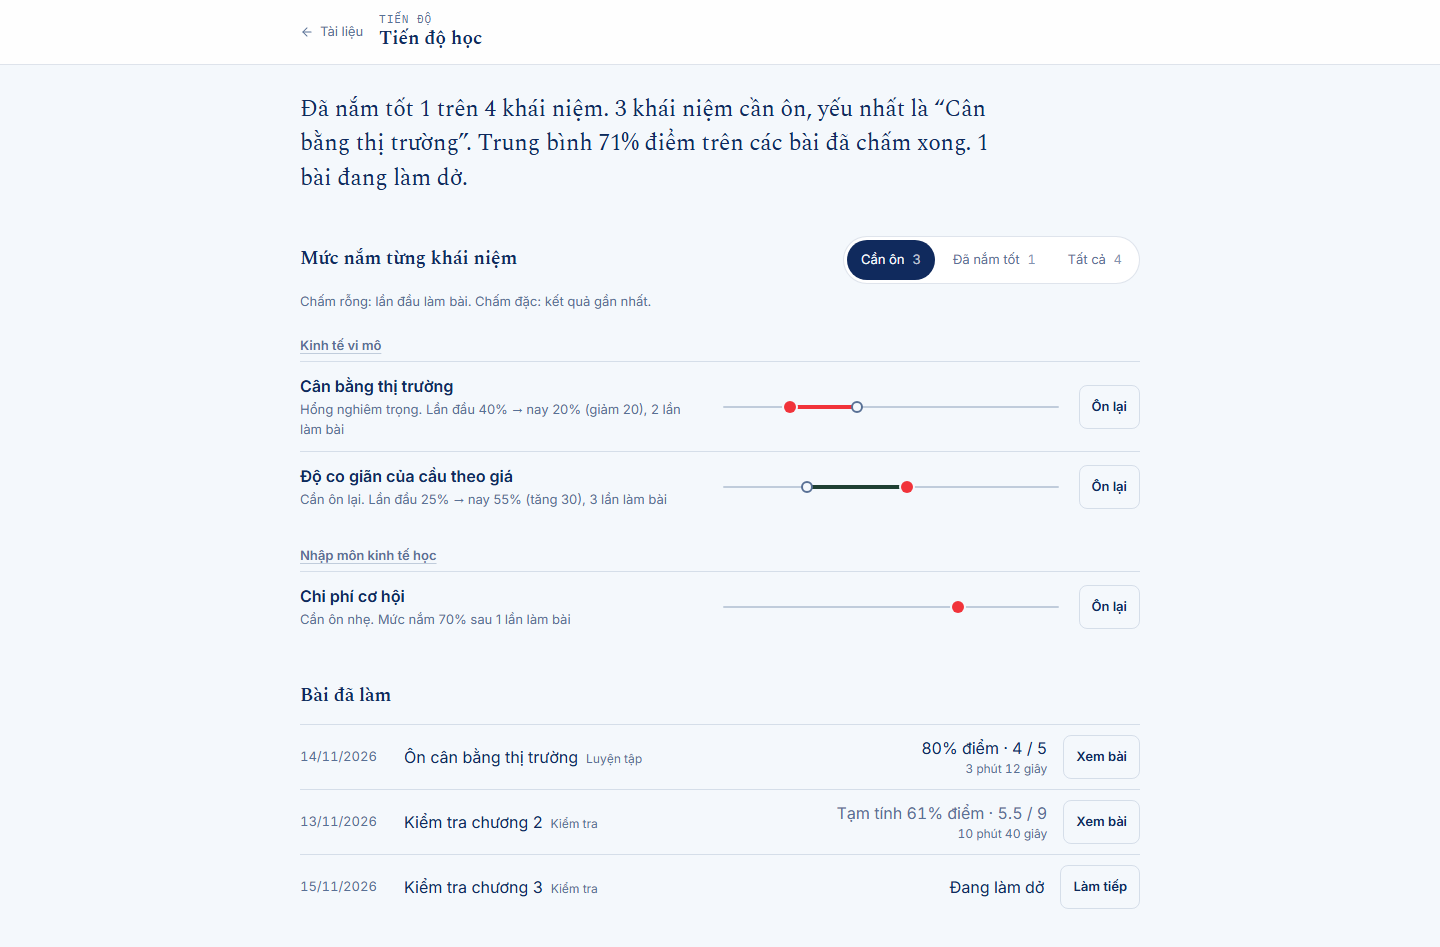 Tài liệu
TIẾN ĐỘ
Tiến độ học
Đã nắm tốt 1 trên 4 khái niệm. 3 khái niệm cần ôn, yếu nhất là “Cân
bằng thị trường”. Trung bình 71% điểm trên các bài đã chấm xong. 1
bài đang làm dở.
Mức nắm từng khái niệm
Cần ôn 3
Đã nắm tốt 1
Tất cả 4
Chấm rỗng: lần đầu làm bài. Chấm đặc: kết quả gần nhất.
Kinh tế vi mô
Cân bằng thị trường
Hổng nghiêm trọng. Lần đầu 40% → nay 20% (giảm 20), 2 lần
làm bài
Ôn lại
Độ co giãn của cầu theo giá
Cần ôn lại. Lần đầu 25% → nay 55% (tăng 30), 3 lần làm bài
Ôn lại
Nhập môn kinh tế học
Chi phí cơ hội
Cần ôn nhẹ. Mức nắm 70% sau 1 lần làm bài
Ôn lại
Bài đã làm
14/11/2026 Ôn cân bằng thị trường Luyện tập 80% điểm · 4 / 5
3 phút 12 giây
Xem bài
13/11/2026 Kiểm tra chương 2 Kiểm tra Tạm tính 61% điểm · 5.5 / 9
10 phút 40 giây
Xem bài
15/11/2026 Kiểm tra chương 3 Kiểm tra Đang làm dở Làm tiếp